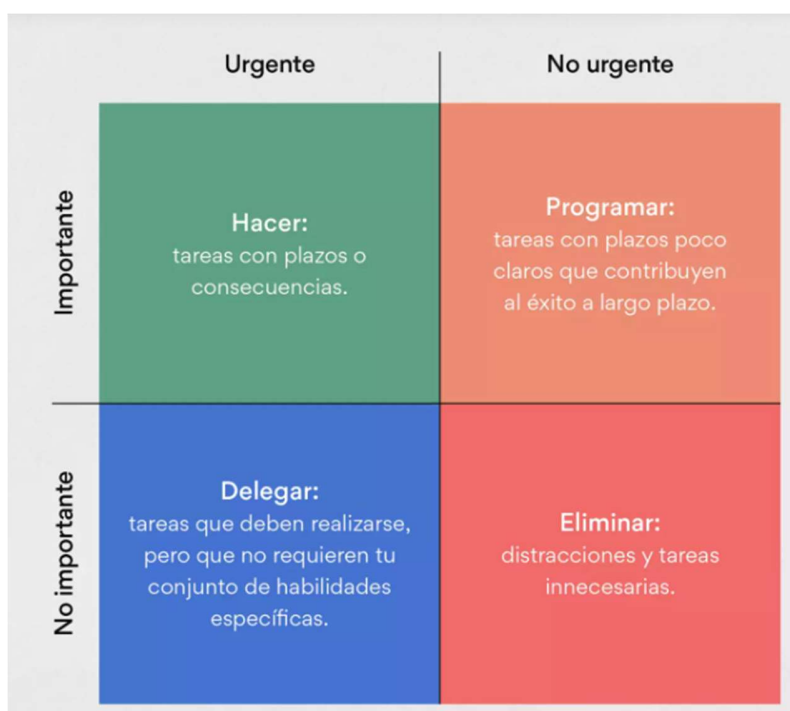 Urgente
No urgente
Importante
Hacer:
tareas con plazos o
consecuencias.
Programar:
tareas con plazos poco
claros que contribuyen
al éxito a largo plazo.
No importante
Delegar:
tareas que deben realizarse,
pero que no requieren tu
conjunto de habilidades
específicas.
Eliminar:
distracciones y tareas
innecesarias.